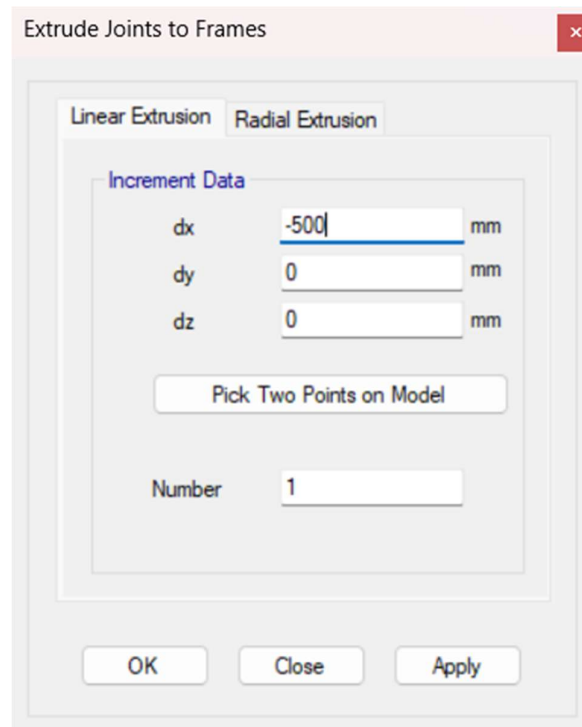 Extrude Joints to Frames
Linear Extrusion Radial Extrusion
Increment Data
dx -500 mm
dy 0 mm
dz 0 mm
Pick Two Points on Model
Number 1
OK Close Apply